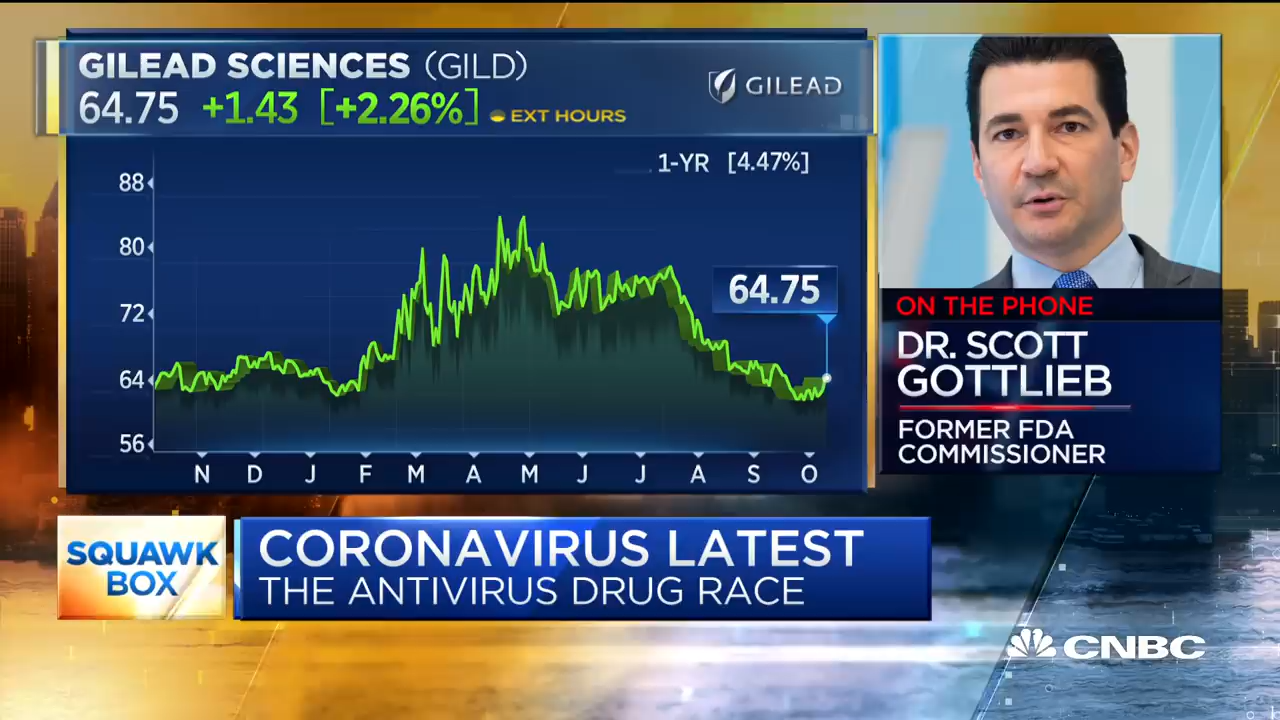 GILEAD SCIENCES (GILD)
64.75 +1.43 [+2.26%] EXT HOURS
GILEAD
1-YR [4.47%]
88
80
72
64
56
64.75
N D J F M A M J J A S O
ON THE PHONE
DR. SCOTT
GOTTLIEB
FORMER FDA
COMMISSIONER
SQUAWK
BOX
CORONAVIRUS LATEST
THE ANTIVIRUS DRUG RACE
CNBC